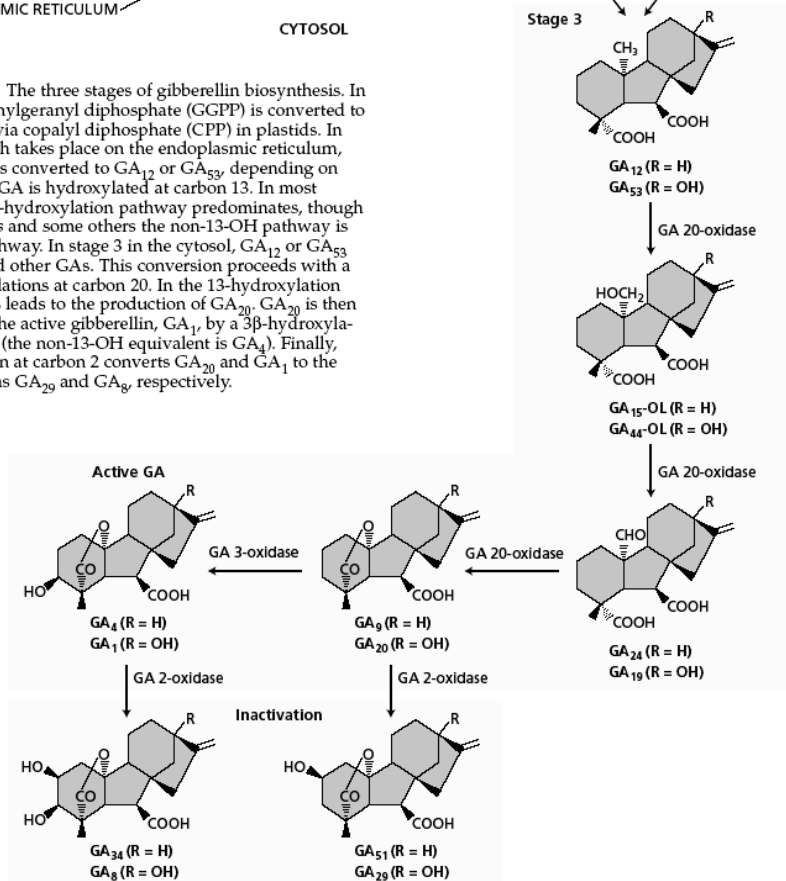 MIC RETICULUM
CYTOSOL
The three stages of gibberellin biosynthesis. In
nylgeranyl diphosphate (GGPP) is converted to
via copalyl diphosphate (CPP) in plastids. In
h takes place on the endoplasmic reticulum,
s converted to GA12 or GA53, depending on
GA is hydroxylated at carbon 13. In most
-hydroxylation pathway predominates, though
s and some others the non-13-OH pathway is
hway. In stage 3 in the cytosol, GA12 or GA53
d other GAs. This conversion proceeds with a
lations at carbon 20. In the 13-hydroxylation
leads to the production of GA20. GA20 is then
he active gibberellin, GA1, by a 3β-hydroxyla-
(the non-13-OH equivalent is GA4). Finally,
n at carbon 2 converts GA20 and GA1 to the
s GA29 and GA8, respectively.
Stage 3
R
CH3
COOH
COOH
GA12 (R = H)
GA53 (R = OH)
GA 20-oxidase
R
HOCH2
COOH
COOH
GA15-OL (R = H)
GA44-OL (R = OH)
GA 20-oxidase
R
CHO
COOH
COOH
GA24 (R = H)
GA19 (R = OH)
GA 20-oxidase
R
O
CO
COOH
GA9 (R = H)
GA20 (R = OH)
GA 3-oxidase
Active GA
R
O
CO
HO
COOH
GA4 (R = H)
GA1 (R = OH)
GA 2-oxidase
GA 2-oxidase
Inactivation
R
O
HO
CO
HO
COOH
GA34 (R = H)
GA8 (R = OH)
R
O
HO
CO
COOH
GA51 (R = H)
GA29 (R = OH)